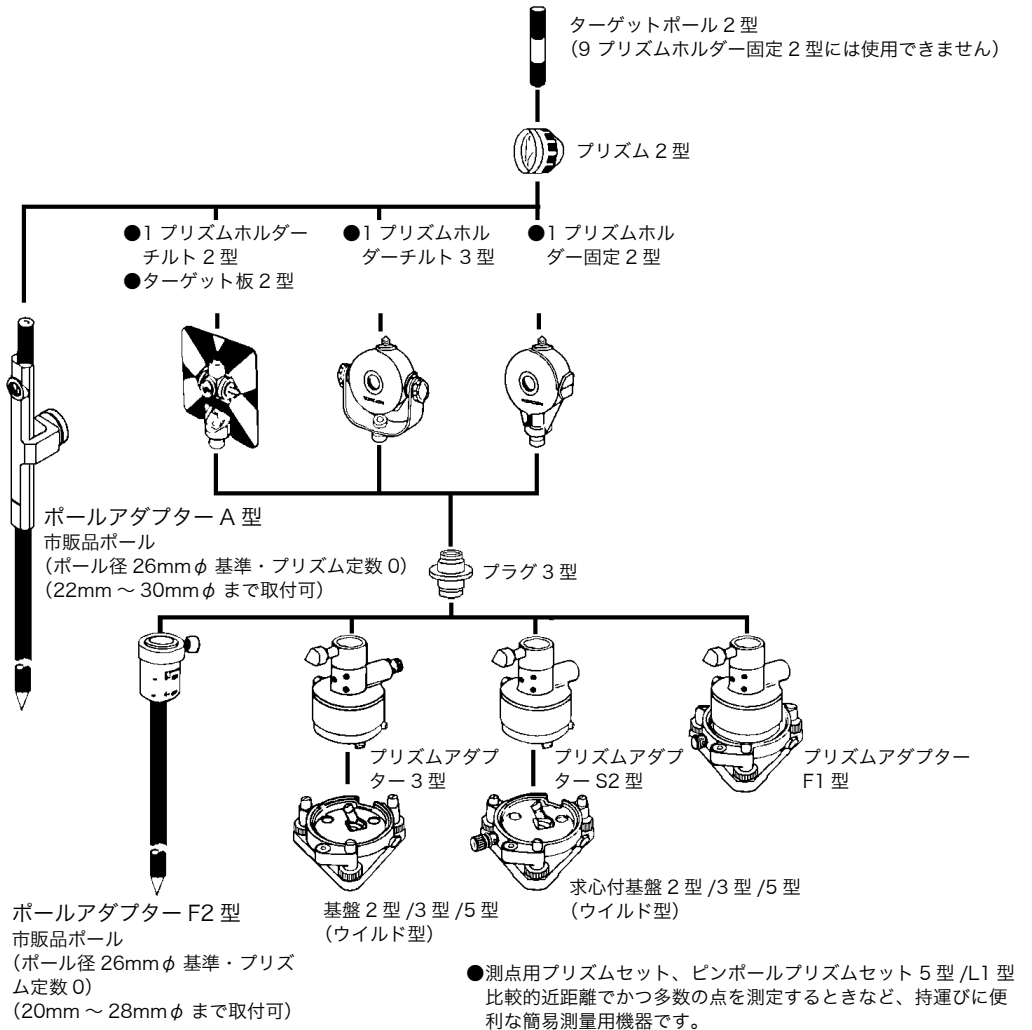 ターゲットポール 2 型
（9 プリズムホルダー固定 2 型には使用できません）
プリズム 2 型
●1 プリズムホルダー
チルト 2 型
●ターゲット板 2 型
●1 プリズムホル
ダーチルト 3 型
●1 プリズムホル
ダー固定 2 型
ポールアダプター A 型
市販品ポール
（ポール径 26mmφ 基準・プリズム定数 0）
（22mm ～ 30mmφ まで取付可）
プラグ 3 型
プリズムアダプ
ター 3 型
プリズムアダプ
ター S2 型
プリズムアダプター
F1 型
基盤 2 型 /3 型 /5 型
（ウイルド型）
求心付基盤 2 型 /3 型 /5 型
（ウイルド型）
ポールアダプター F2 型
市販品ポール
（ポール径 26mmφ 基準・プリズ
ム定数 0）
（20mm ～ 28mmφ まで取付可）
●測点用プリズムセット、ピンポールプリズムセット 5 型 /L1 型
比較的近距離でかつ多数の点を測定するときなど、持運びに便
利な簡易測量用機器です。